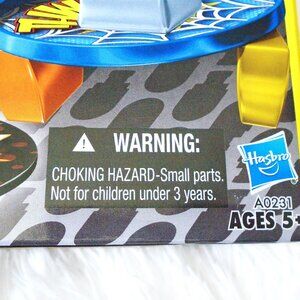 ⚠ WARNING:
CHOKING HAZARD-Small parts.
Not for children under 3 years.
Hasbro
A0231
AGES 5+